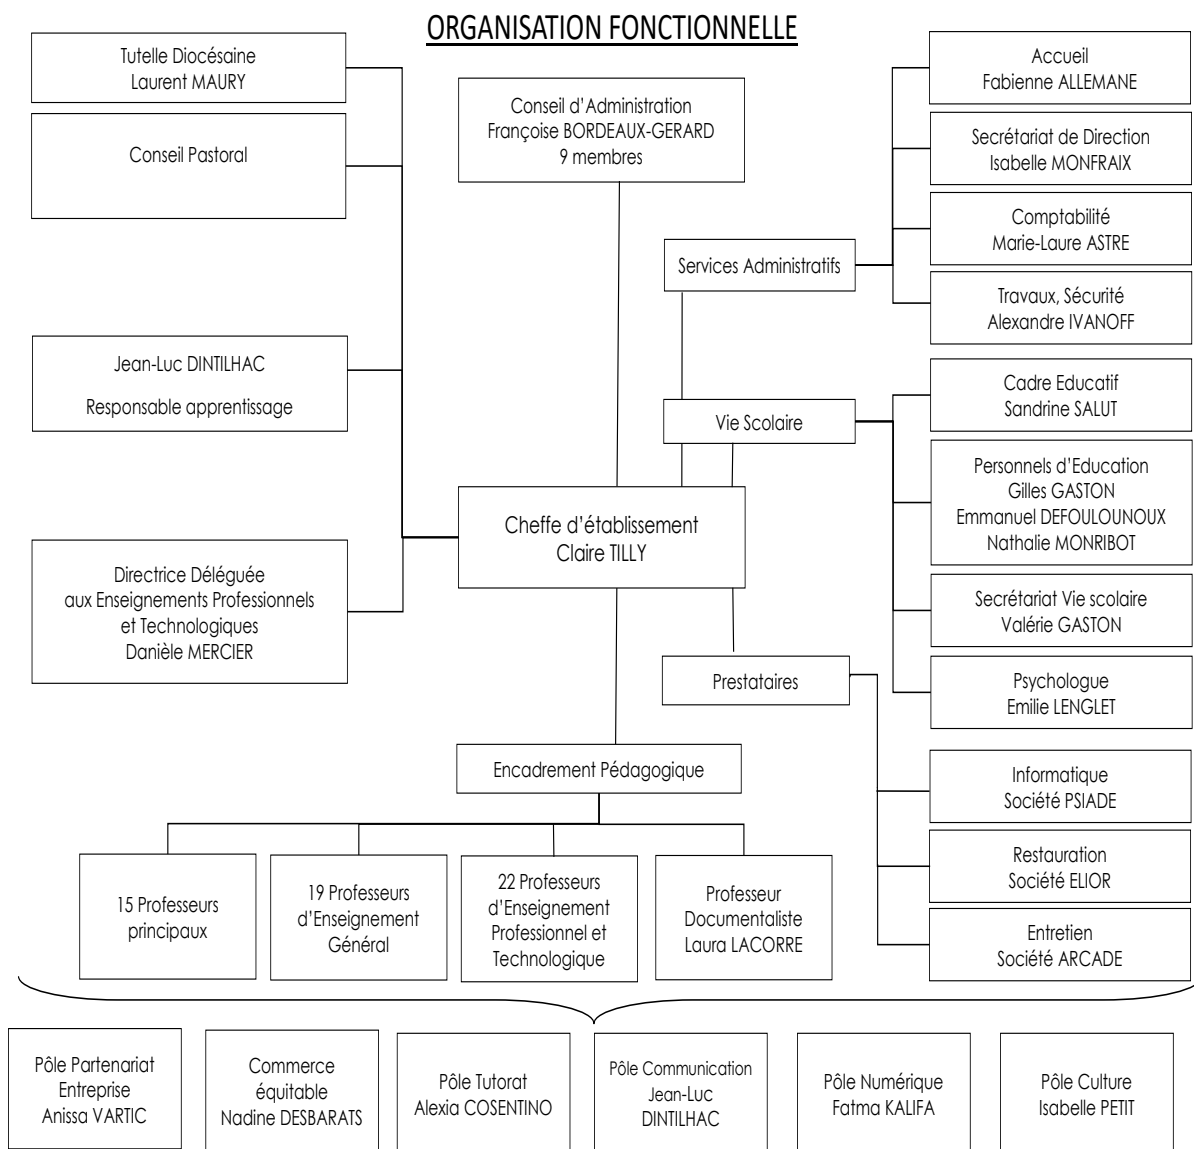 ORGANISATION FONCTIONNELLE
Tutelle Diocésaine
Laurent MAURY
Conseil Pastoral
Conseil d'Administration
Françoise BORDEAUX-GERARD
9 membres
Accueil
Fabienne ALLEMANE
Secrétariat de Direction
Isabelle MONFRAIX
Comptabilité
Marie-Laure ASTRE
Travaux, Sécurité
Alexandre IVANOFF
Services Administratifs
Jean-Luc DINTILHAC
Responsable apprentissage
Vie Scolaire
Cadre Educatif
Sandrine SALUT
Personnels d'Education
Gilles GASTON
Emmanuel DEFOULOUNOUX
Nathalie MONRIBOT
Secrétariat Vie scolaire
Valérie GASTON
Psychologue
Emilie LENGLET
Cheffe d'établissement
Claire TILLY
Directrice Déléguée
aux Enseignements Professionnels
et Technologiques
Danièle MERCIER
Prestataires
Informatique
Société PSIADE
Restauration
Société ELIOR
Entretien
Société ARCADE
Encadrement Pédagogique
15 Professeurs
principaux
19 Professeurs
d'Enseignement
Général
22 Professeurs
d'Enseignement
Professionnel et
Technologique
Professeur
Documentaliste
Laura LACORRE
Pôle Partenariat
Entreprise
Anissa VARTIC
Commerce
équitable
Nadine DESBARATS
Pôle Tutorat
Alexia COSENTINO
Pôle Communication
Jean-Luc
DINTILHAC
Pôle Numérique
Fatma KALIFA
Pôle Culture
Isabelle PETIT